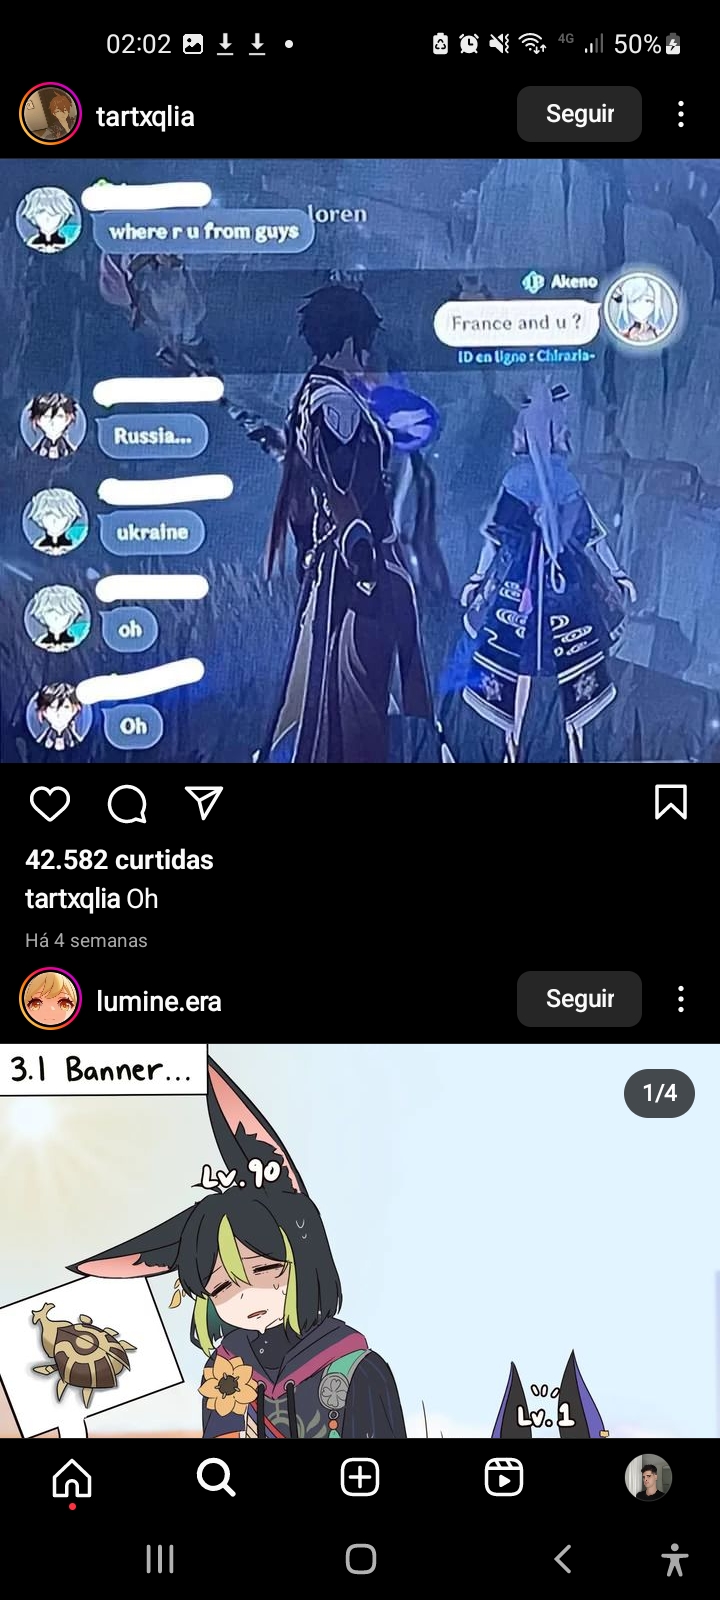 02:02
4G
50%
tartxqlia
Seguir
loren
where r u from guys
Akeno
France and u ?
ID en ligne : Chirazia-
Russia...
ukraine
oh
Oh
42.582 curtidas
tartxqlia Oh
Há 4 semanas
lumine.era
Seguir
3.1 Banner...
1/4
Lv.90
Lv.1